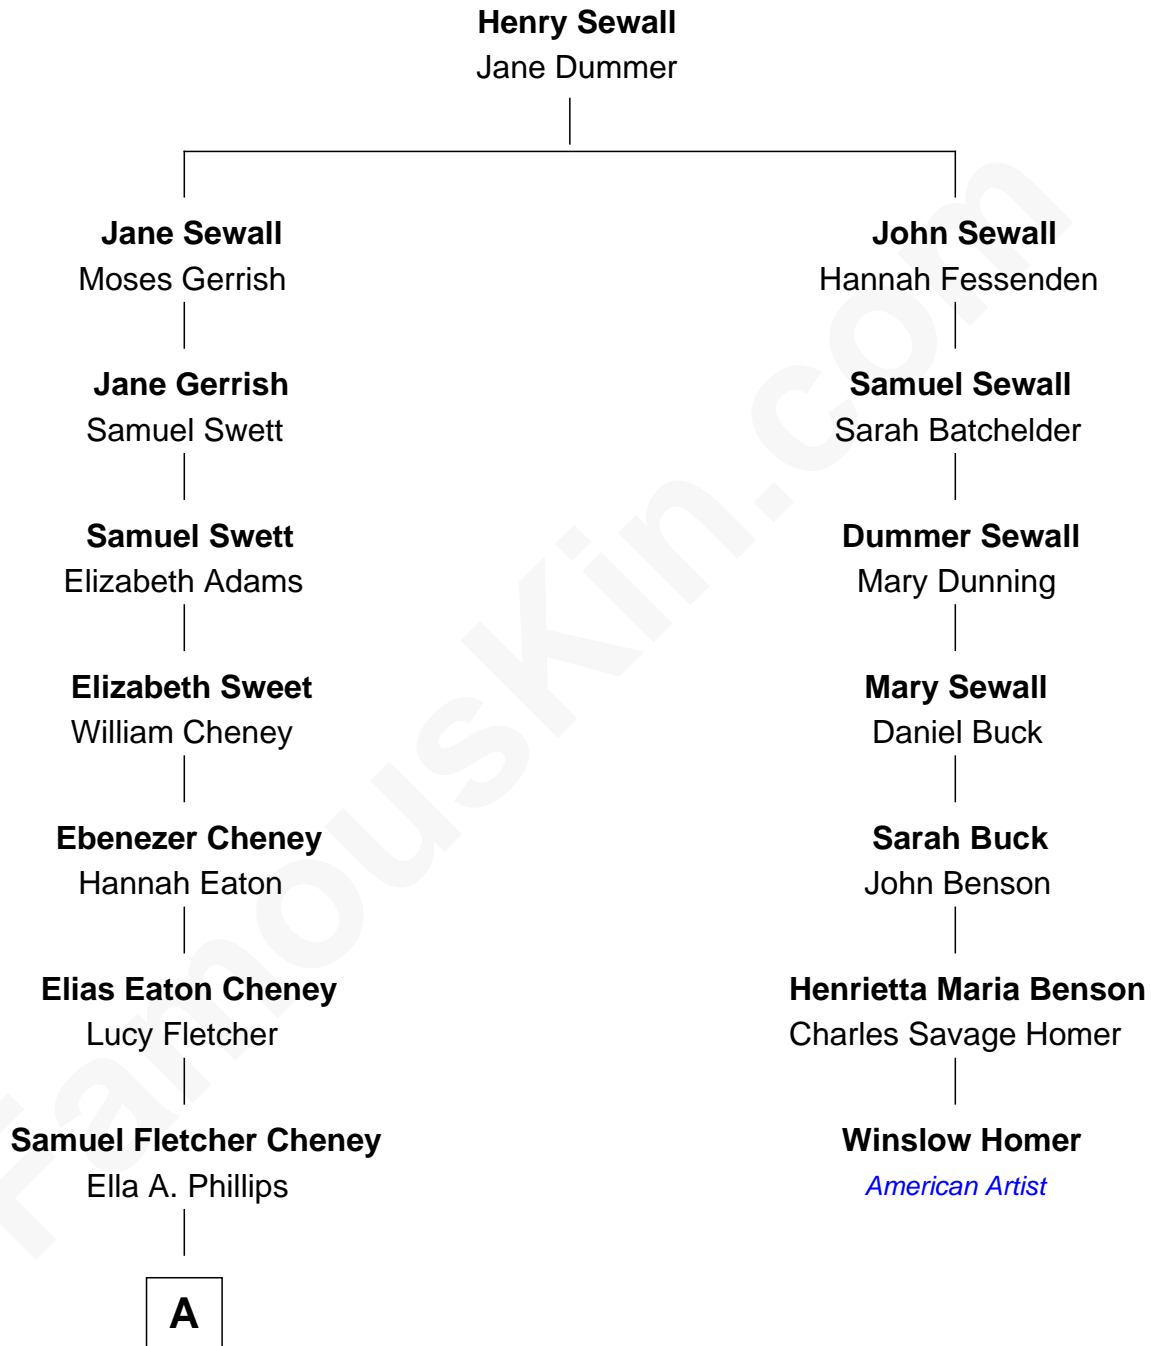 Henry Sewall
Jane Dummer
Jane Sewall
Moses Gerrish
John Sewall
Hannah Fessenden
Jane Gerrish
Samuel Swett
Samuel Sewall
Sarah Batchelder
Samuel Swett
Elizabeth Adams
Dummer Sewall
Mary Dunning
Elizabeth Sweet
William Cheney
Mary Sewall
Daniel Buck
Ebenezer Cheney
Hannah Eaton
Sarah Buck
John Benson
Elias Eaton Cheney
Lucy Fletcher
Henrietta Maria Benson
Charles Savage Homer
Samuel Fletcher Cheney
Ella A. Phillips
Winslow Homer
American Artist
A
FamousKin.com